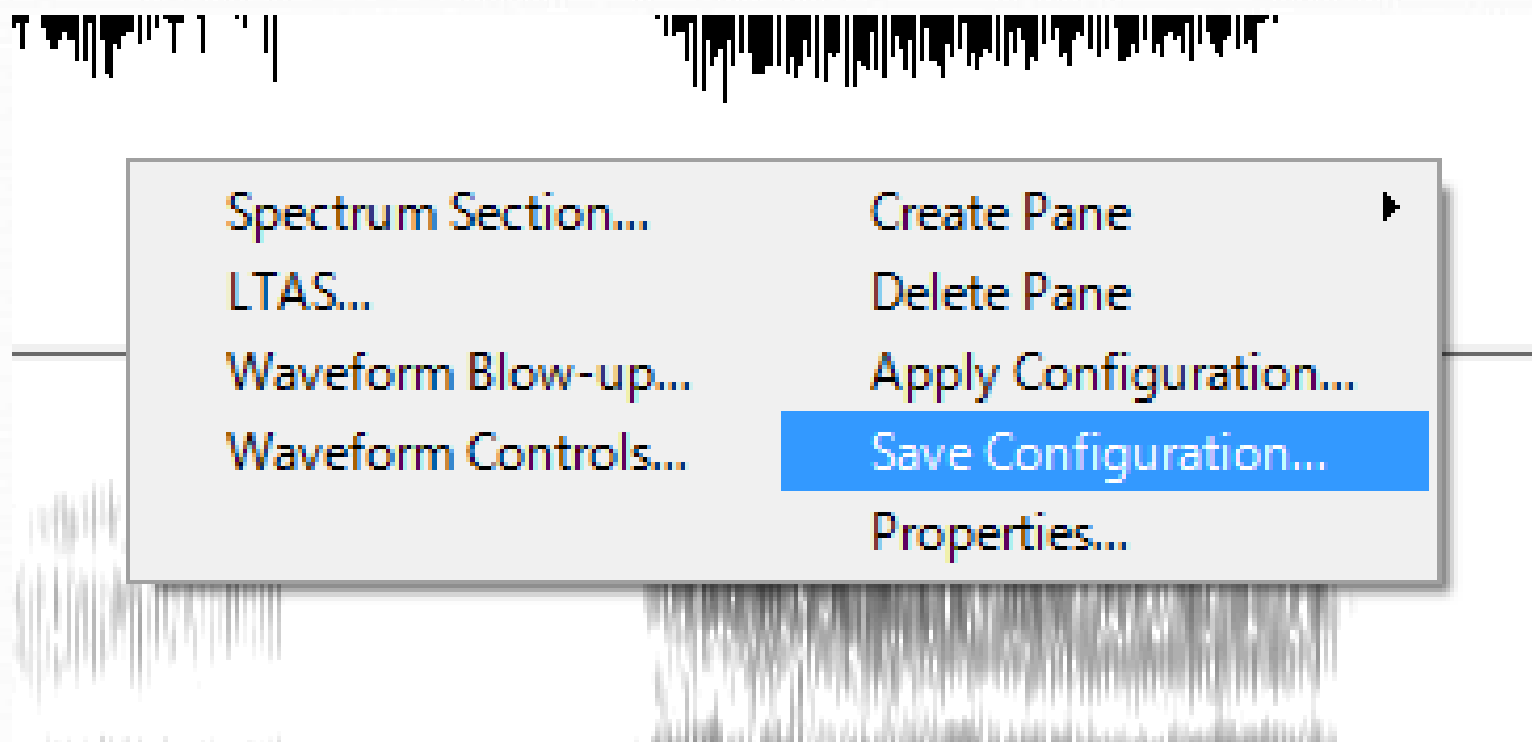 Spectrum Section...
LTAS...
Waveform Blow-up...
Waveform Controls...
Create Pane
Delete Pane
Apply Configuration...
Save Configuration...
Properties...